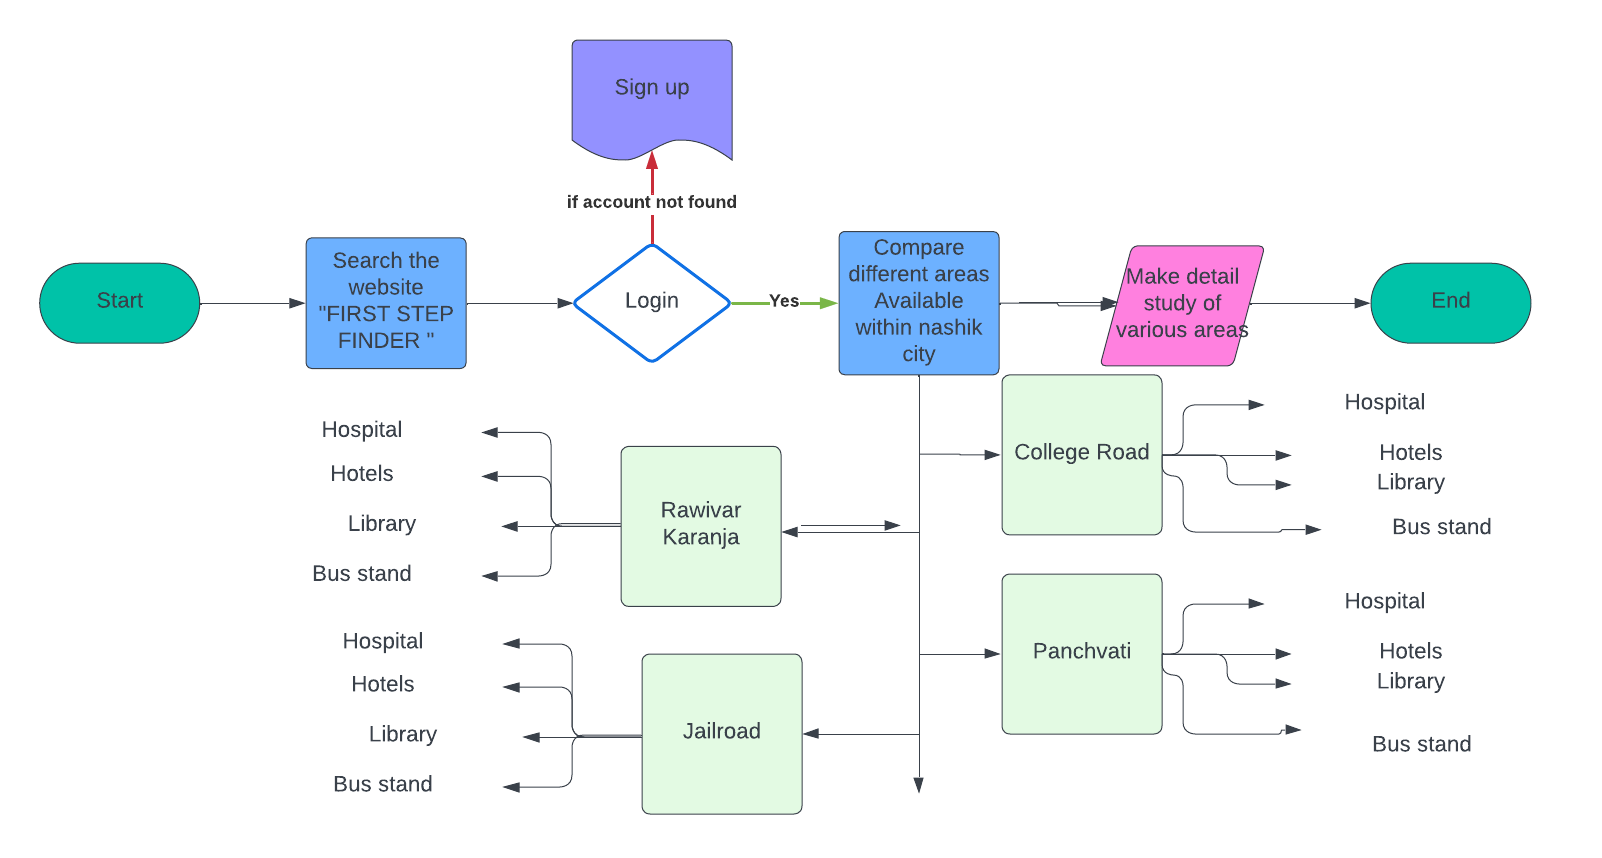 Sign up
if account not found
Start
Search the
website
"FIRST STEP
FINDER "
Login
Yes
Compare
different areas
Available
within nashik
city
Make detail
study of
various areas
End
Hospital
Hotels
Library
Bus stand
Rawivar
Karanja
College Road
Hospital
Hotels
Library
Bus stand
Hospital
Hotels
Library
Bus stand
Jailroad
Panchvati
Hospital
Hotels
Library
Bus stand